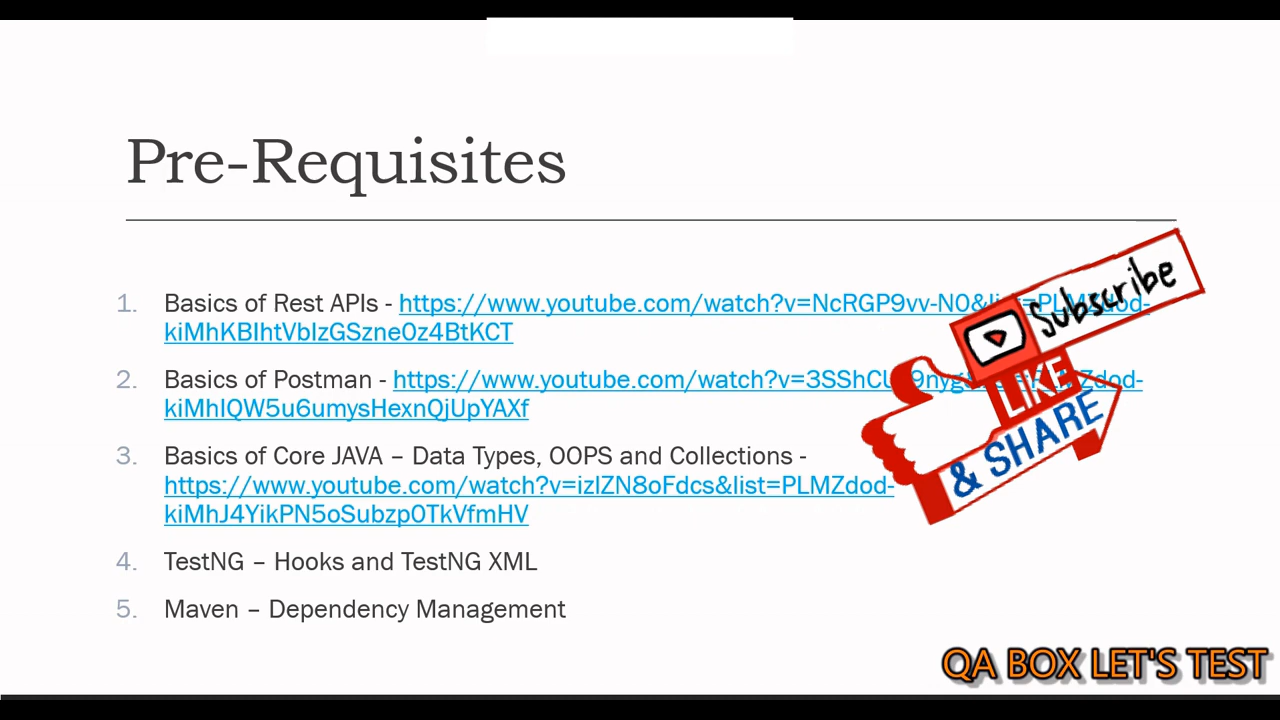 Pre-Requisites
1. Basics of Rest APIs - https://www.youtube.com/watch?v=NcRGP9vv-N0&
kiMhKBIhtVbIzGSzne0z4BtKCT
2. Basics of Postman - https://www.youtube.com/watch?v=3SShCU
kiMhIQW5u6umysHexnQjUpYAXf
3. Basics of Core JAVA – Data Types, OOPS and Collections -
https://www.youtube.com/watch?v=izIZN8oFdcs&list=PLMZdod-
kiMhJ4YikPN5oSubzp0TkVfmHV
4. TestNG – Hooks and TestNG XML
5. Maven – Dependency Management
Subscribe
LIKE
& SHARE
QA BOX LET'S TEST